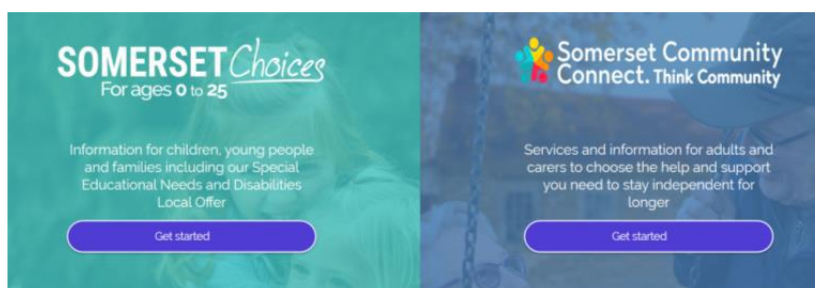 SOMERSET Choices
For ages 0 to 25
Information for children, young people
and families including our Special
Educational Needs and Disabilities
Local Offer
Get started
Somerset Community
Connect. Think Community
Services and information for adults and
carers to choose the help and support
you need to stay independent for
longer
Get started